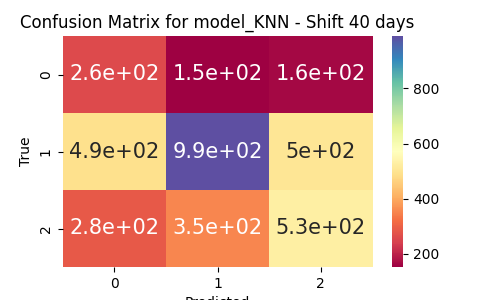 Confusion Matrix for model_KNN - Shift 40 days
0 2.6e+02 1.5e+02 1.6e+02
1 4.9e+02 9.9e+02 5e+02
2 2.8e+02 3.5e+02 5.3e+02
True
0 1 2
Predicted
800
600
400
200